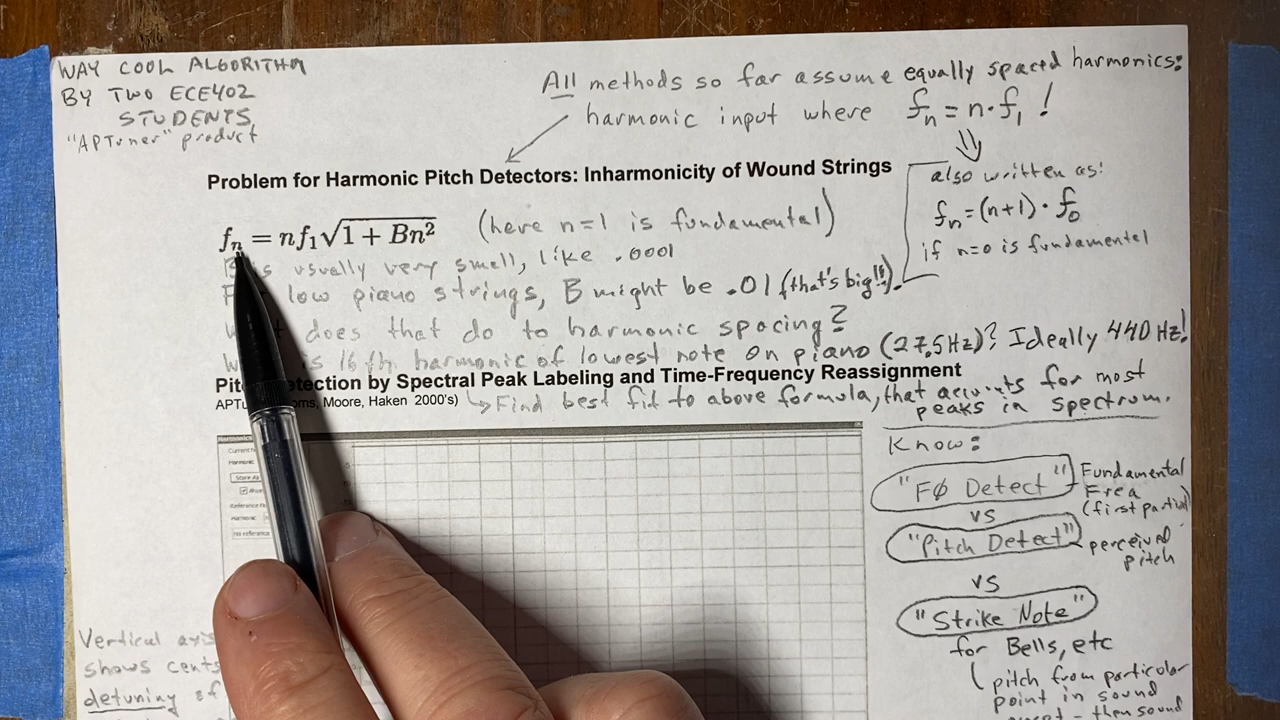 WAY COOL ALGORITHM
BY TWO ECE402
STUDENTS
"APTuner" product
All methods so far assume equally spaced harmonics:
harmonic input where fn = n · f1 !
Problem for Harmonic Pitch Detectors: Inharmonicity of Wound Strings
also written as:
fn = (n+1) · f0
if n=0 is fundamental
fn = nf1√1 + Bn² (here n=1 is fundamental)
usually very small, like .0001
low piano strings, B might be .01 (that's big!!).
does that do to harmonic spacing?
is 16th harmonic of lowest note on piano (27.5Hz)? Ideally 440 Hz!
Detection by Spectral Peak Labeling and Time-Frequency Reassignment
Moore, Haken 2000's)
Find best fit to above formula, that accounts for most
peaks in spectrum.
Know:
"FØ Detect" Fundamental
Freq
(first partial)
vs
"Pitch Detect" perceived
pitch
vs
"Strike Note"
for Bells, etc
(pitch from particular
point in sound
then sound
Harmonic
Vertical axis
shows cents
detuning of